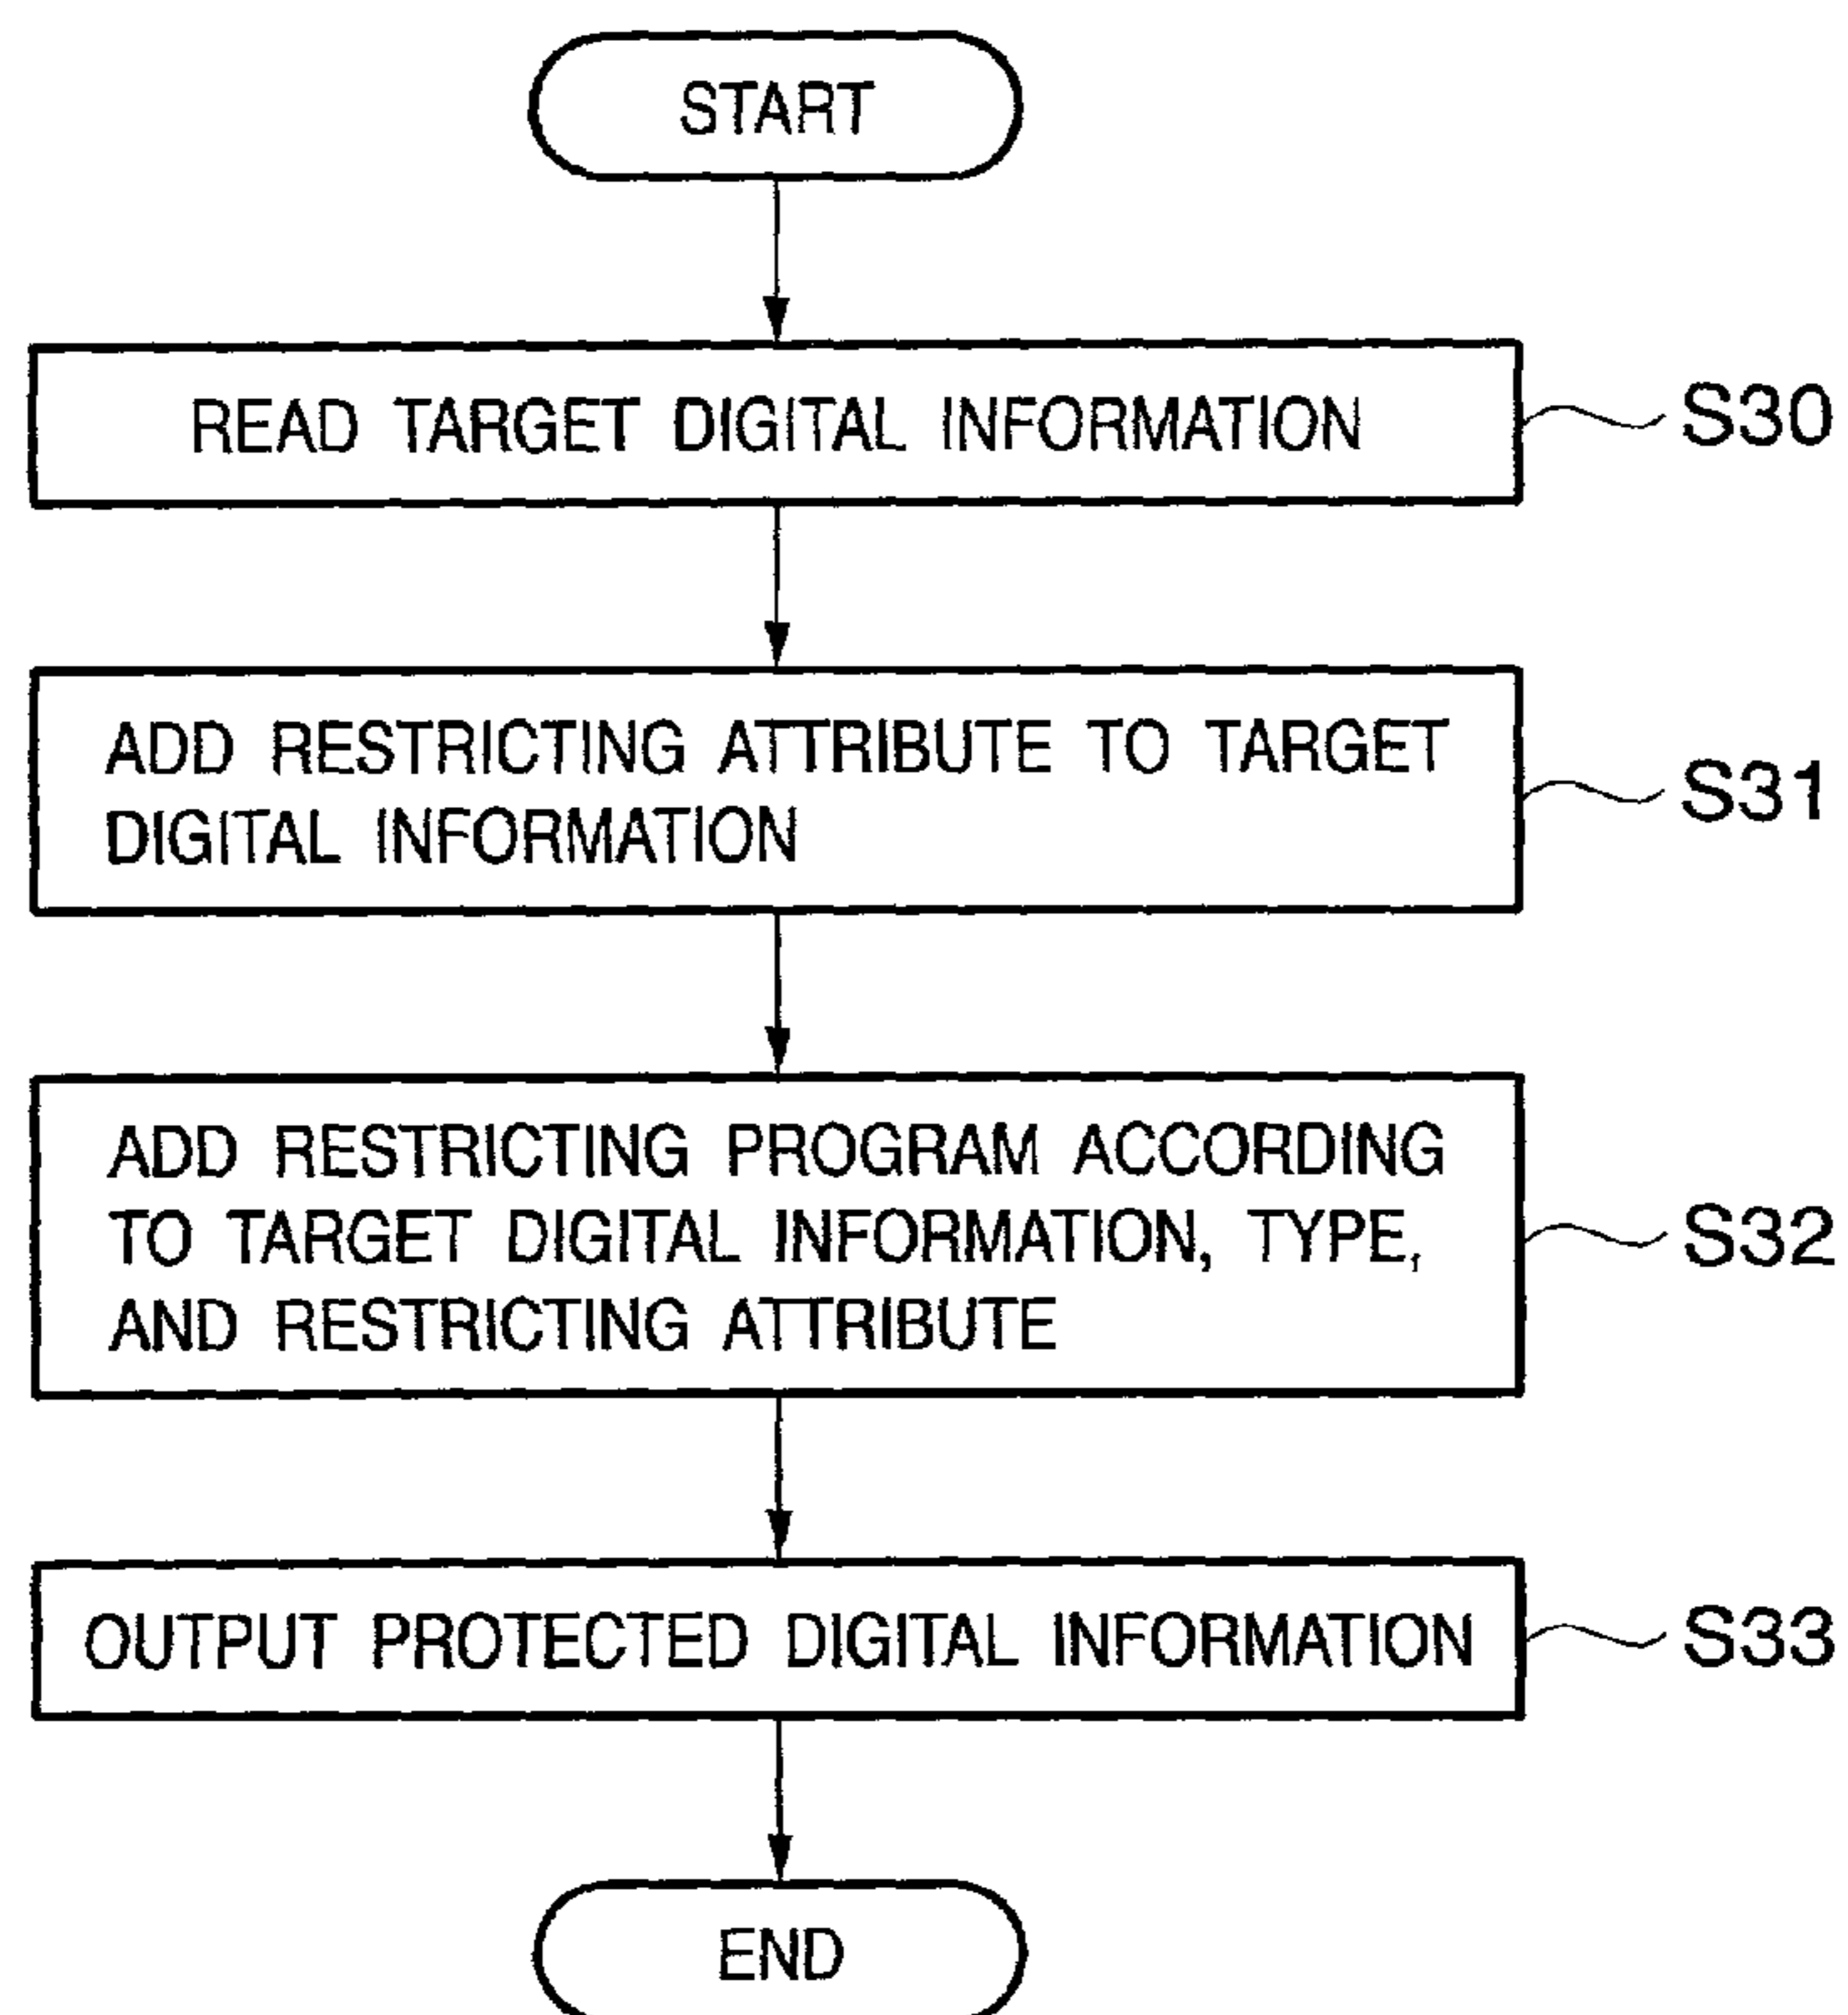 START
READ TARGET DIGITAL INFORMATION
S30
ADD RESTRICTING ATTRIBUTE TO TARGET
DIGITAL INFORMATION
S31
ADD RESTRICTING PROGRAM ACCORDING
TO TARGET DIGITAL INFORMATION, TYPE,
AND RESTRICTING ATTRIBUTE
S32
OUTPUT PROTECTED DIGITAL INFORMATION
S33
END